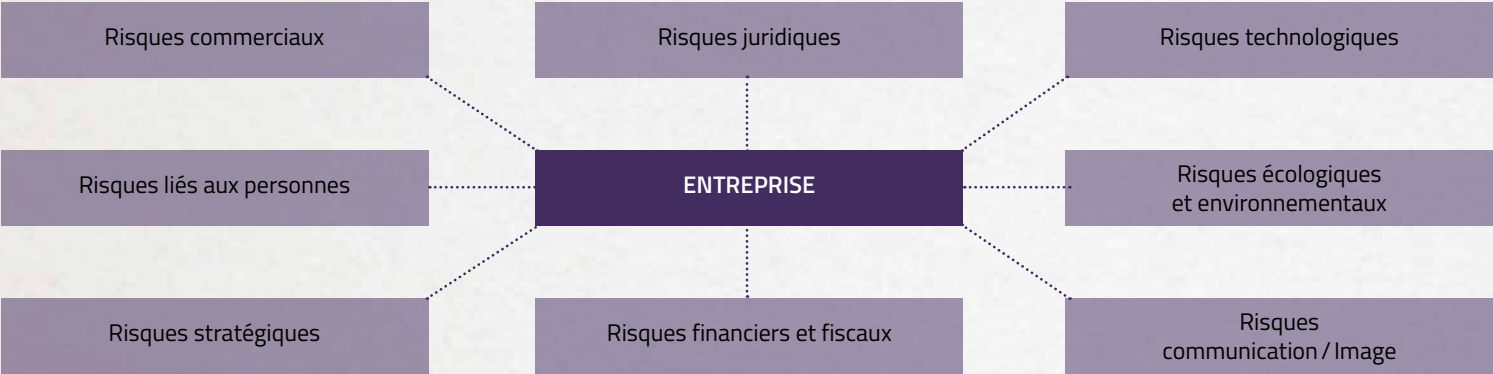 Risques commerciaux
Risques juridiques
Risques technologiques
Risques liés aux personnes
ENTREPRISE
Risques écologiques
et environnementaux
Risques stratégiques
Risques financiers et fiscaux
Risques
communication / Image